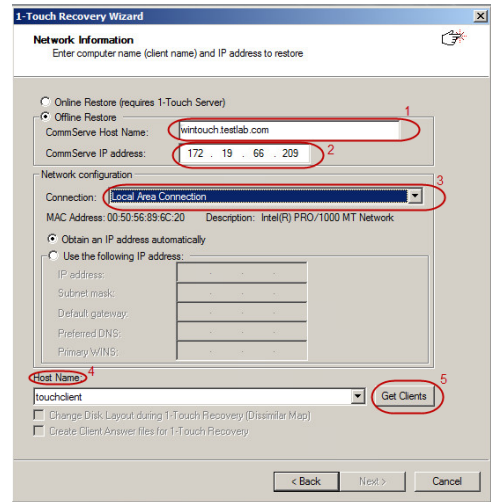 1-Touch Recovery Wizard
Network Information
Enter computer name (client name) and IP address to restore
Online Restore (requires 1-Touch Server)
1
Offline Restore
CommServe Host Name: wintouch.testlab.com
CommServe IP address: 172 . 19 . 66 . 209 2
Network configuration
3
Connection: Local Area Connection
MAC Address: 00:50:56:89:6C:20 Description: Intel(R) PRO/1000 MT Network
Obtain an IP address automatically
Use the following IP address:
IP address:
Subnet mask:
Default gateway:
Preferred DNS:
Primary WINS:
Host Name: 4
5
touchclient Get Clients
Change Disk Layout during 1-Touch Recovery (Dissimilar Map)
Create Client Answer files for 1-Touch Recovery
< Back Next > Cancel